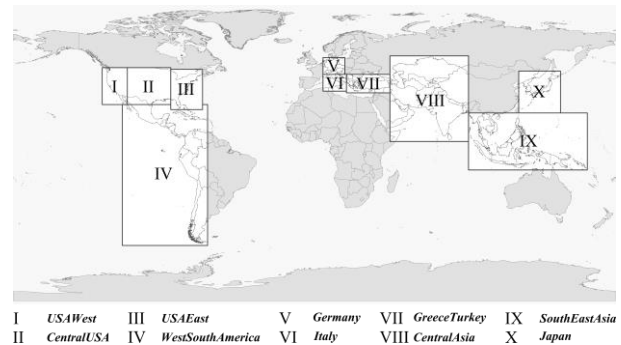 V
I II III VI VII
VIII X
IV IX
I USAWest III USAEast V Germany VII GreeceTurkey IX SouthEastAsia
II CentralUSA IV WestSouthAmerica VI Italy VIII CentralAsia X Japan